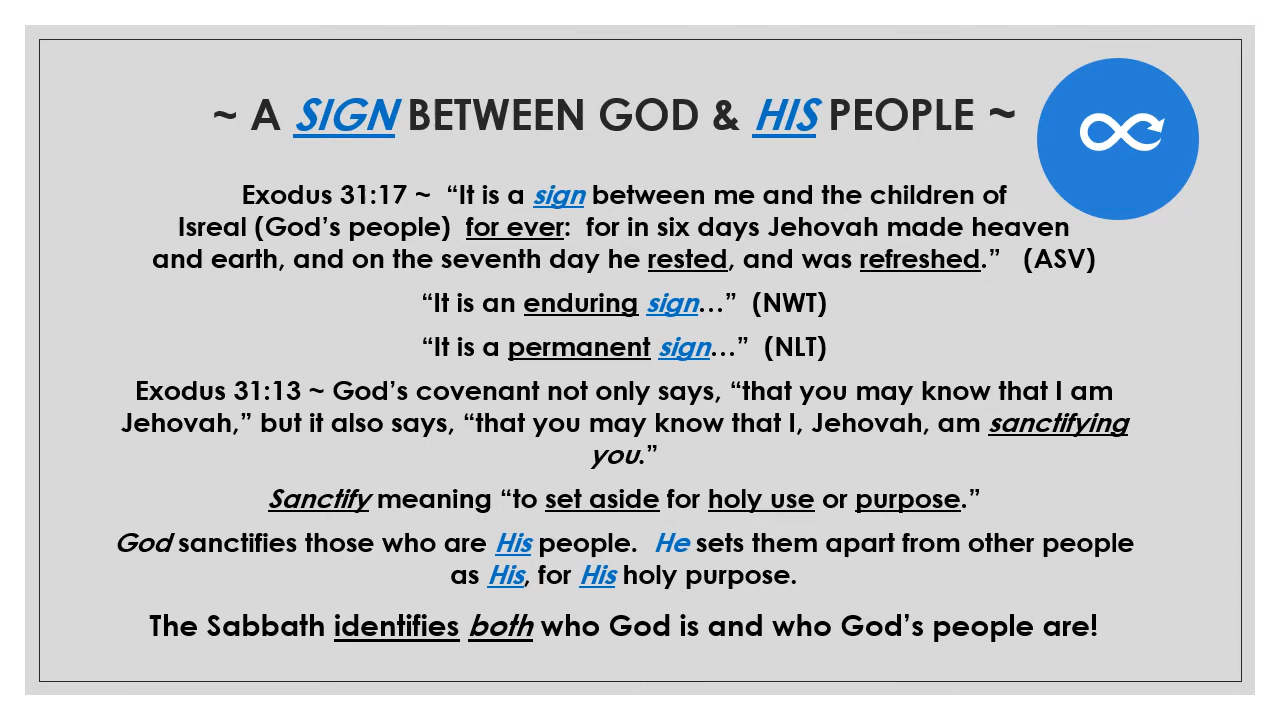 ~ A SIGN BETWEEN GOD & HIS PEOPLE ~
Exodus 31:17 ~ “It is a sign between me and the children of
Isreal (God’s people) for ever: for in six days Jehovah made heaven
and earth, and on the seventh day he rested, and was refreshed.” (ASV)
“It is an enduring sign…” (NWT)
“It is a permanent sign…” (NLT)
Exodus 31:13 ~ God’s covenant not only says, “that you may know that I am
Jehovah,” but it also says, “that you may know that I, Jehovah, am sanctifying
you.”
Sanctify meaning “to set aside for holy use or purpose.”
God sanctifies those who are His people. He sets them apart from other people
as His, for His holy purpose.
The Sabbath identifies both who God is and who God’s people are!